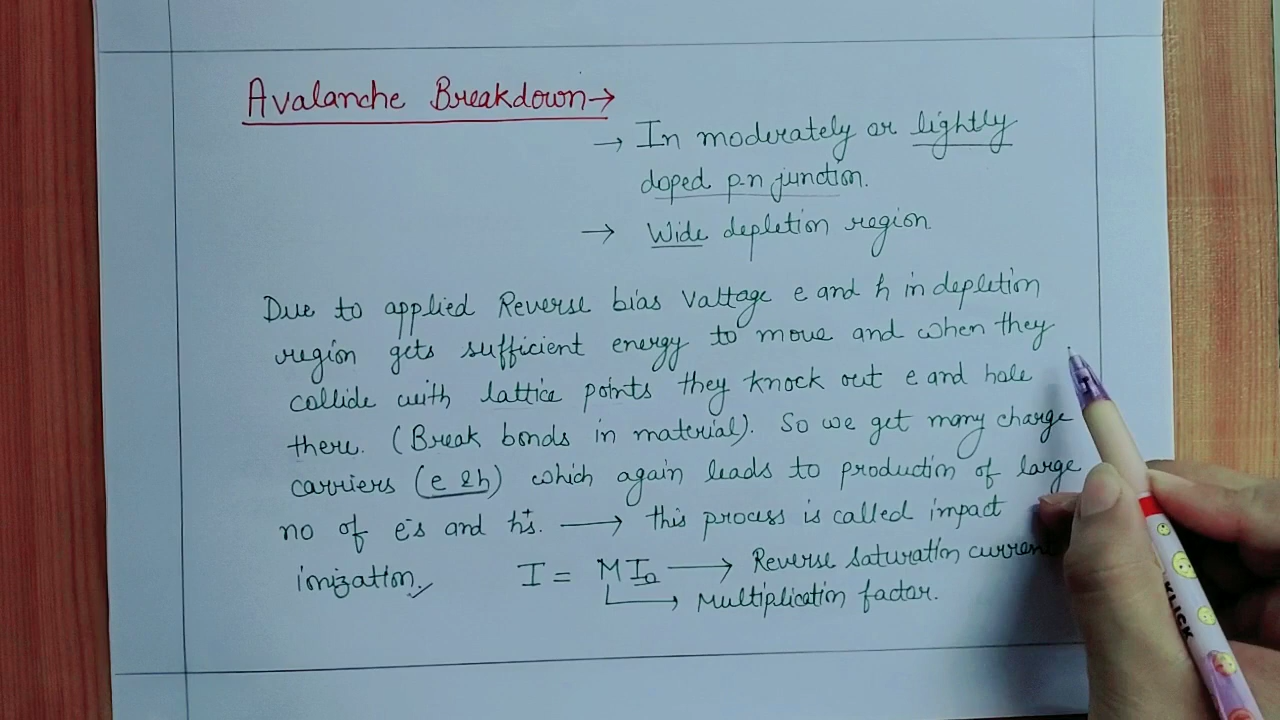 Avalanche Breakdown→
→ In moderately or lightly
doped p-n junction.
→ Wide depletion region
Due to applied Reverse bias Valtage e and h in depletion
region gets sufficient energy to move and when they
collide with lattice points they knock out e and hole
there. (Break bonds in material). So we get many charge
carriers (e & h) which again leads to production of large
no of e⁻s and h⁺s. → this process is called impact
ionization
I = MI₀ → Reverse saturation curren
→ Multiplication factor.
KLICK